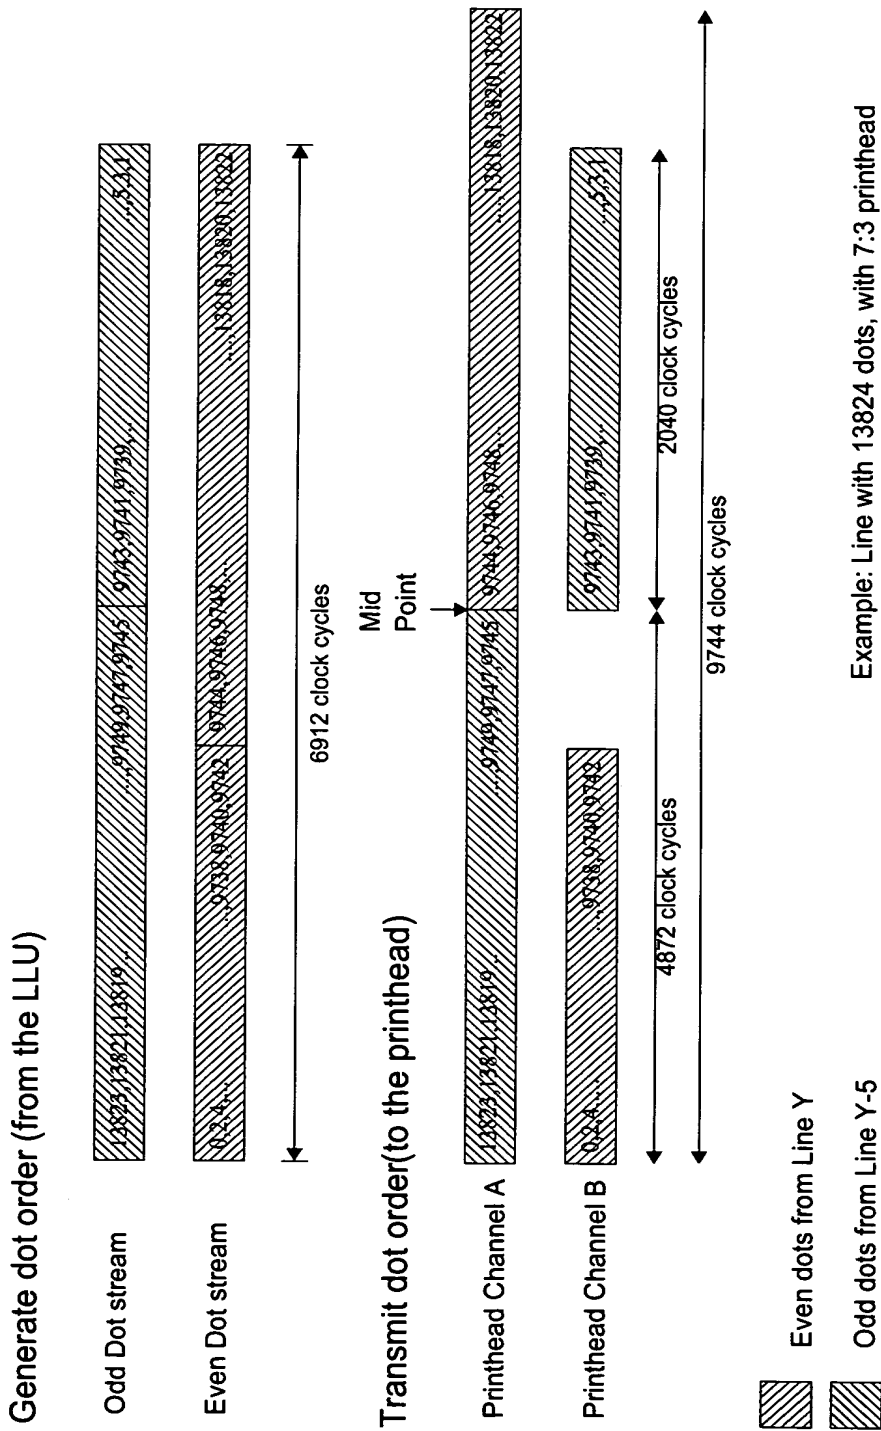 Generate dot order (from the LLU)
Odd Dot stream
13823,13821,13819...
...,9749,9747,9745
9743,9741,9739,...
...,5,3,1
Even Dot stream
0,2,4,...
...,9738,9740,9742
9744,9746,9748,...
....,13818,13820,13822
6912 clock cycles
Transmit dot order(to the printhead)
Mid
Point
Printhead Channel A
13823,13821,13819...
....,9749,9747,9745
9744,9746,9748,...
....,13818,13820,13822
Printhead Channel B
0,2,4.....
...,9738,9740,9742
9743,9741,9739,...
...,5,3,1
4872 clock cycles
2040 clock cycles
9744 clock cycles
Even dots from Line Y
Odd dots from Line Y-5
Example: Line with 13824 dots, with 7:3 printhead